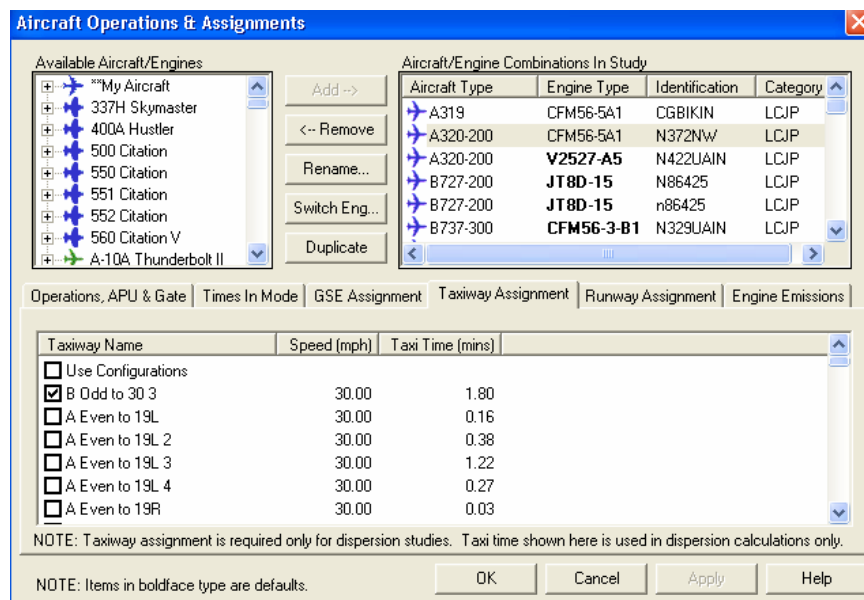 Aircraft Operations & Assignments
Available Aircraft/Engines
**My Aircraft
337H Skymaster
400A Hustler
500 Citation
550 Citation
551 Citation
552 Citation
560 Citation V
A-10A Thunderbolt II
Add -->
<-- Remove
Rename...
Switch Eng...
Duplicate
Aircraft/Engine Combinations In Study
Aircraft Type Engine Type Identification Category
A319 CFM56-5A1 CGBIKIN LCJP
A320-200 CFM56-5A1 N372NW LCJP
A320-200 V2527-A5 N422UAIN LCJP
B727-200 JT8D-15 N86425 LCJP
B727-200 JT8D-15 n86425 LCJP
B737-300 CFM56-3-B1 N329UAIN LCJP
Operations, APU & Gate Times In Mode GSE Assignment Taxiway Assignment Runway Assignment Engine Emissions
Taxiway Name Speed (mph) Taxi Time (mins)
Use Configurations
B Odd to 30 3 30.00 1.80
A Even to 19L 30.00 0.16
A Even to 19L 2 30.00 0.38
A Even to 19L 3 30.00 1.22
A Even to 19L 4 30.00 0.27
A Even to 19R 30.00 0.03
NOTE: Taxiway assignment is required only for dispersion studies. Taxi time shown here is used in dispersion calculations only.
NOTE: Items in boldface type are defaults.
OK Cancel Apply Help